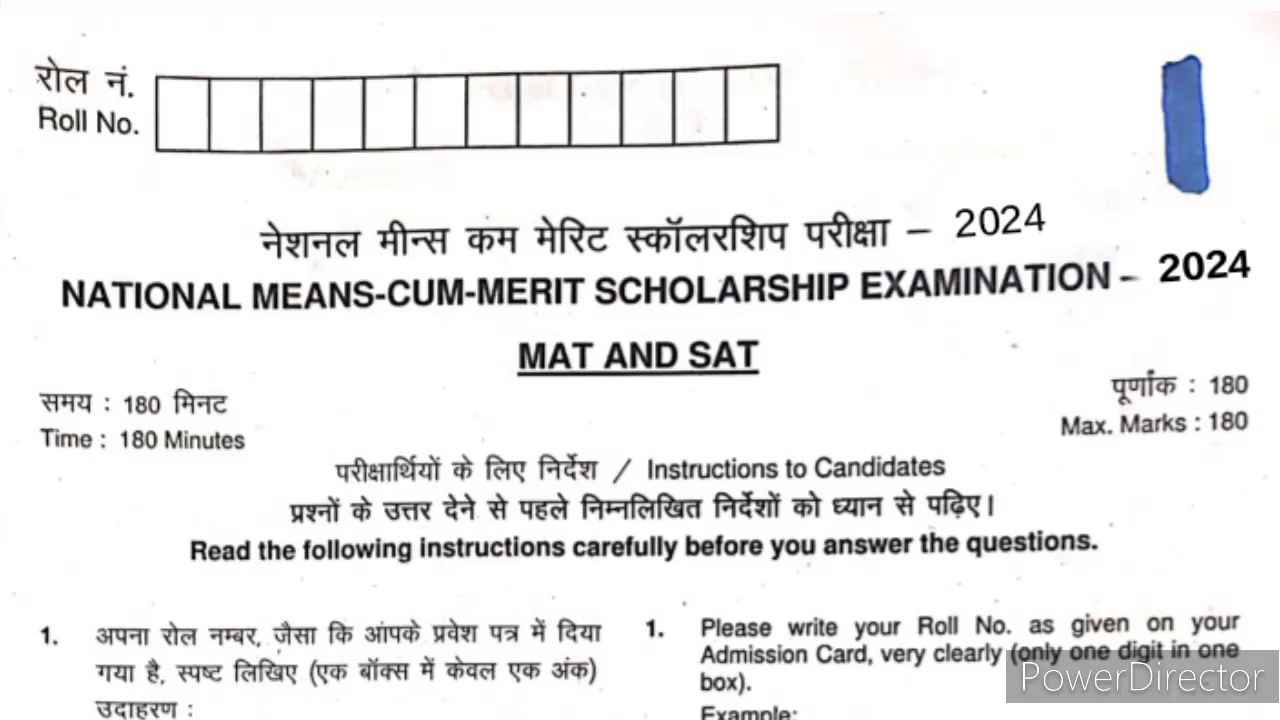 रोल नं.
Roll No.
नेशनल मीन्स कम मेरिट स्कॉलरशिप परीक्षा – 2024
NATIONAL MEANS-CUM-MERIT SCHOLARSHIP EXAMINATION – 2024
MAT AND SAT
समय : 180 मिनट
पूर्णांक : 180
Time : 180 Minutes
Max. Marks : 180
परीक्षार्थियों के लिए निर्देश / Instructions to Candidates
प्रश्नों के उत्तर देने से पहले निम्नलिखित निर्देशों को ध्यान से पढ़िए।
Read the following instructions carefully before you answer the questions.
1. अपना रोल नम्बर, जैसा कि आपके प्रवेश पत्र में दिया
गया है, स्पष्ट लिखिए (एक बॉक्स में केवल एक अंक)
उदाहरण :
1. Please write your Roll No. as given on your
Admission Card, very clearly (only one digit in one
box).
Example:
PowerDirector